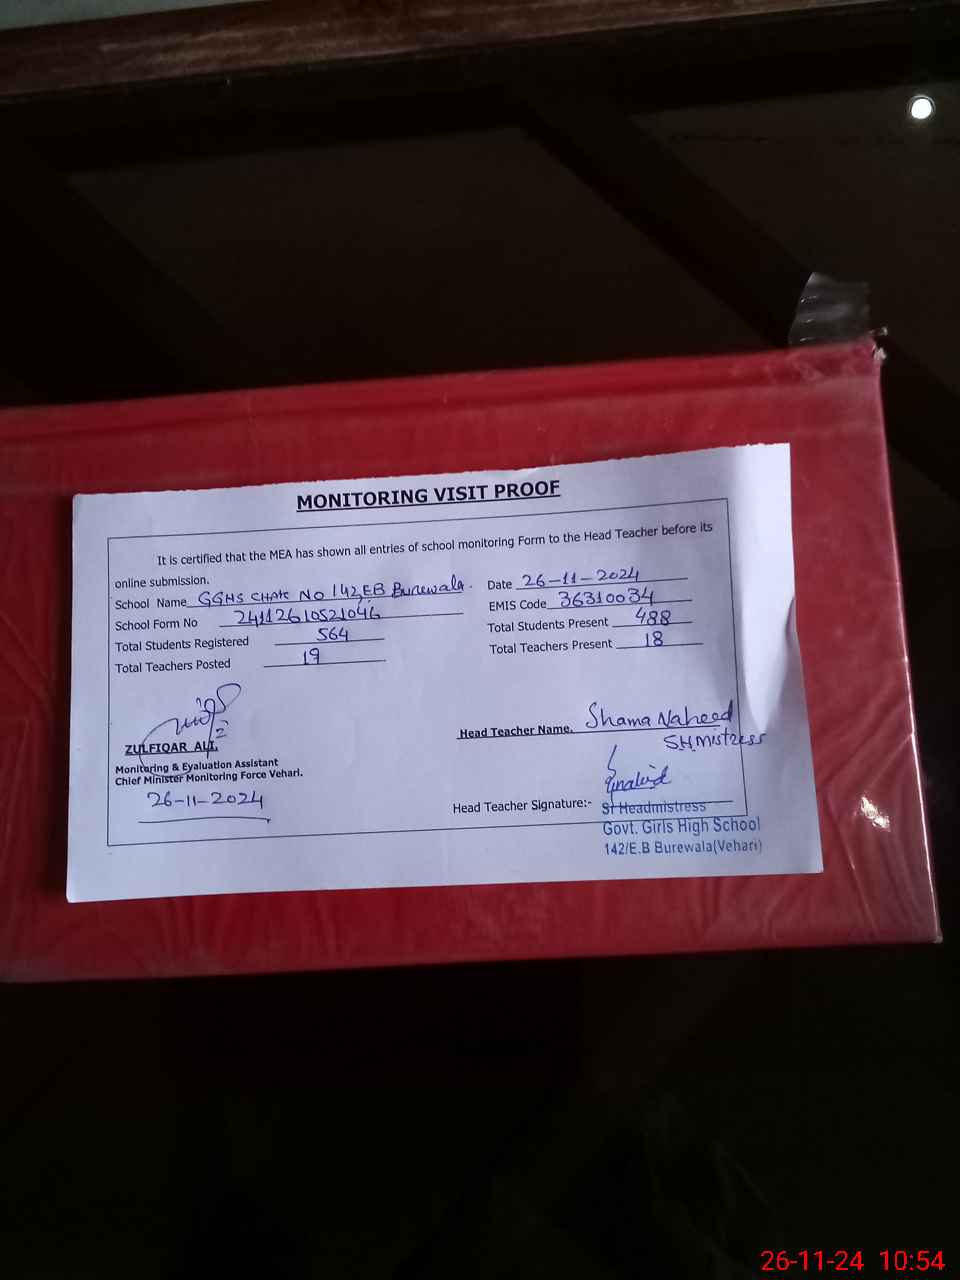 MONITORING VISIT PROOF
It is certified that the MEA has shown all entries of school monitoring Form to the Head Teacher before its
online submission.
School Name GGHS CHAK NO 142,EB Burewala.
Date 26-11-2024
School Form No 24112610521046
EMIS Code 36310034
Total Students Registered 564
Total Students Present 488
Total Teachers Posted 19
Total Teachers Present 18
ZULFIQAR ALI,
Monitoring & Eyaluation Assistant
Chief Minister Monitoring Force Vehari.
26-11-2024
Head Teacher Name. Shama Naheed
S.H.Mistress
Head Teacher Signature:-
Sr Headmistress
Govt. Girls High School
142/E.B Burewala(Vehari)
26-11-24 10:54